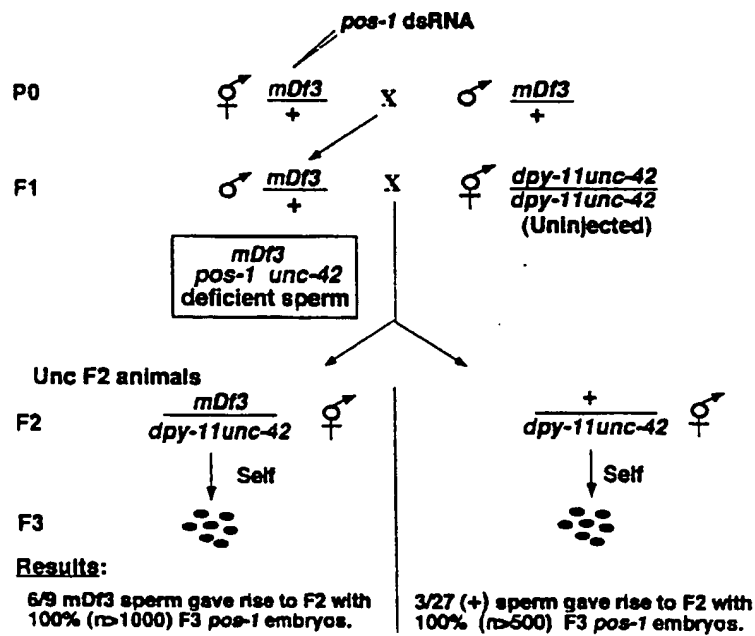 pos-1 dsRNA
P0
mDf3
+
X
mDf3
+
F1
mDf3
+
X
dpy-11unc-42
dpy-11unc-42
(Uninjected)
mDf3
pos-1 unc-42
deficient sperm
Unc F2 animals
F2
mDf3
dpy-11unc-42
+
dpy-11unc-42
Self
Self
F3
Results:
6/9 mDf3 sperm gave rise to F2 with
100% (n>1000) F3 pos-1 embryos.
3/27 (+) sperm gave rise to F2 with
100% (n>500) F3 pos-1 embryos.